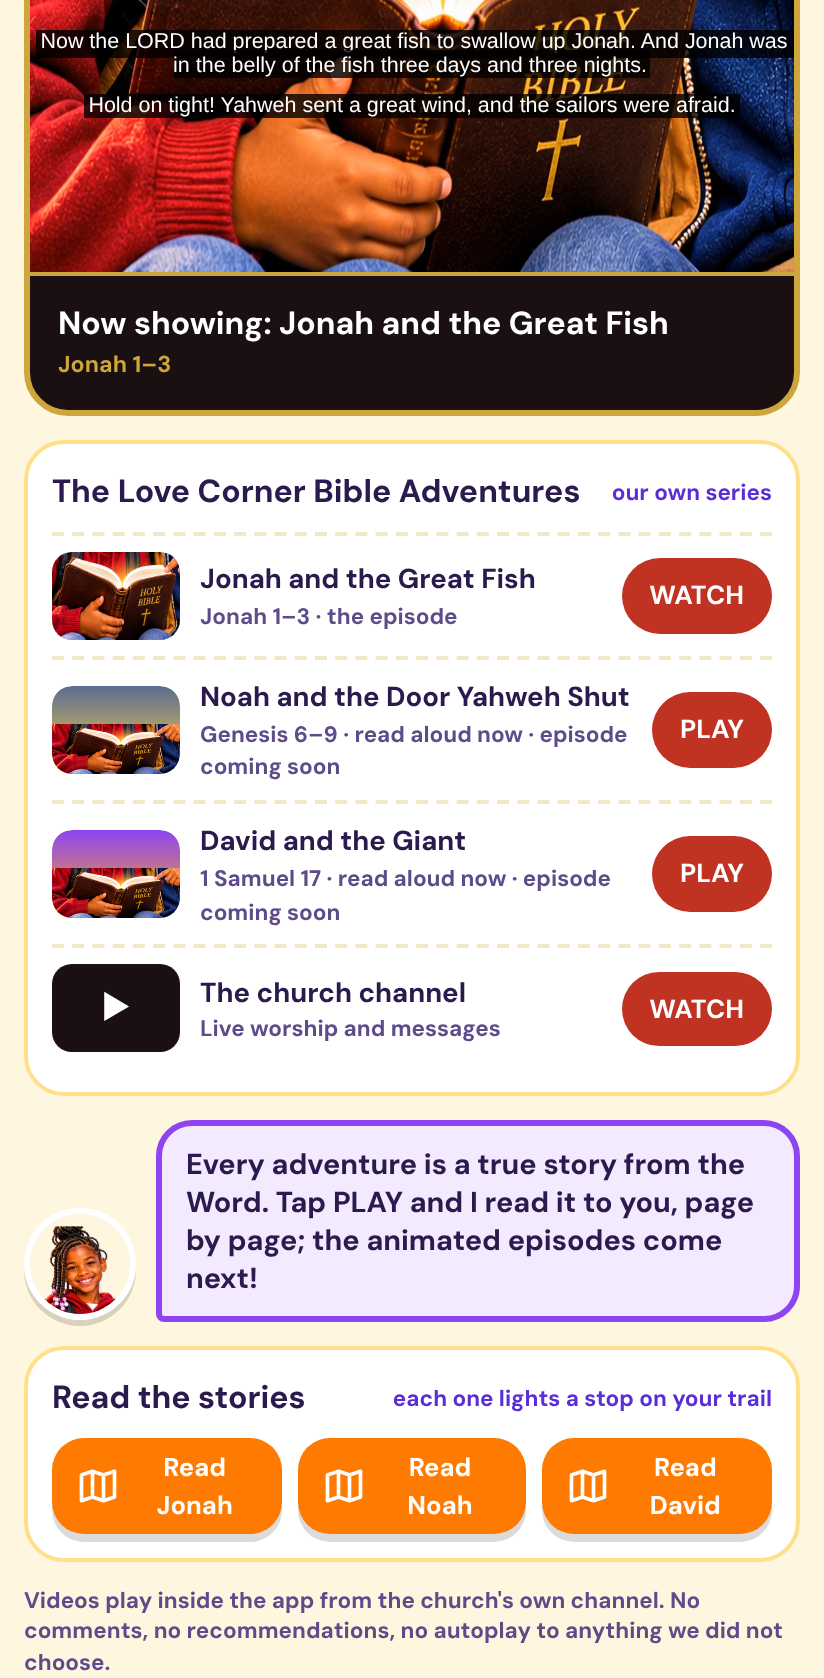 HOLY
BIBLE
Now the LORD had prepared a great fish to swallow up Jonah. And Jonah was
in the belly of the fish three days and three nights.
Hold on tight! Yahweh sent a great wind, and the sailors were afraid.
Now showing: Jonah and the Great Fish
Jonah 1–3
The Love Corner Bible Adventures
our own series
HOLY
BIBLE
Jonah and the Great Fish
Jonah 1–3 · the episode
WATCH
HOLY
BIBLE
Noah and the Door Yahweh Shut
Genesis 6–9 · read aloud now · episode
coming soon
PLAY
HOLY
BIBLE
David and the Giant
1 Samuel 17 · read aloud now · episode
coming soon
PLAY
The church channel
Live worship and messages
WATCH
Every adventure is a true story from the
Word. Tap PLAY and I read it to you, page
by page; the animated episodes come
next!
Read the stories
each one lights a stop on your trail
Read
Jonah
Read
Noah
Read
David
Videos play inside the app from the church's own channel. No
comments, no recommendations, no autoplay to anything we did not
choose.